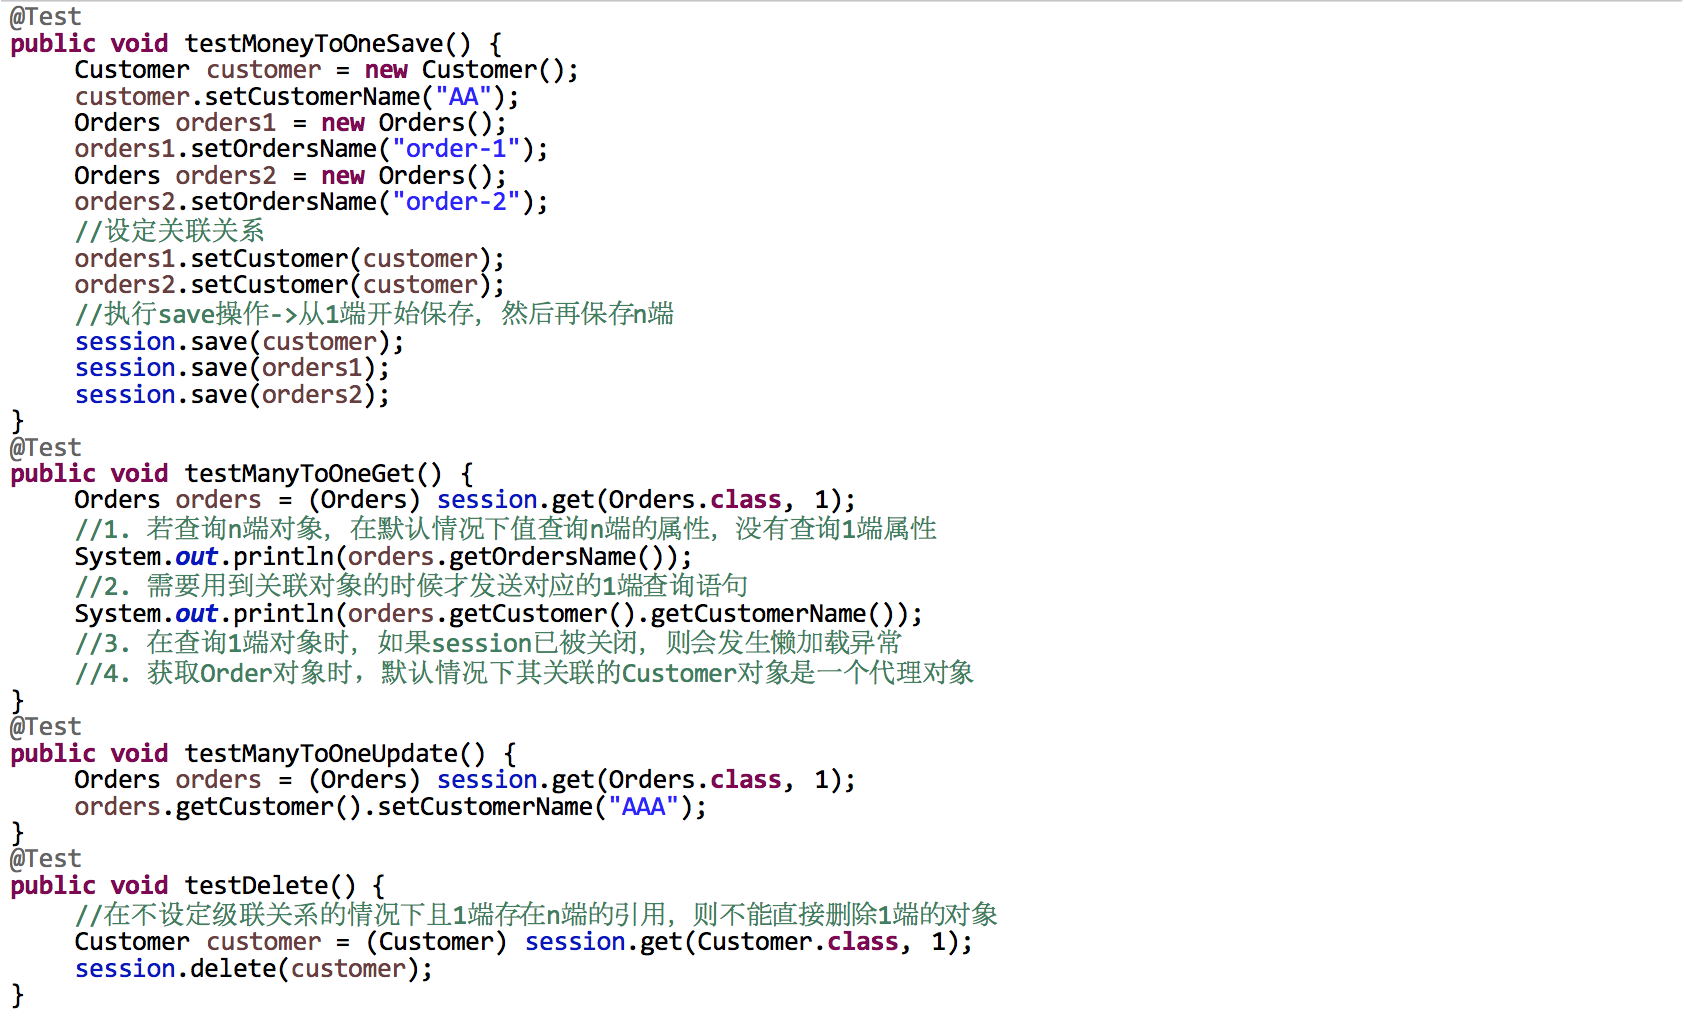 @Test
public void testMoneyToOneSave() {
Customer customer = new Customer();
customer.setCustomerName("AA");
Orders orders1 = new Orders();
orders1.setOrdersName("order-1");
Orders orders2 = new Orders();
orders2.setOrdersName("order-2");
//设定关联关系
orders1.setCustomer(customer);
orders2.setCustomer(customer);
//执行save操作->从1端开始保存，然后再保存n端
session.save(customer);
session.save(orders1);
session.save(orders2);
}
@Test
public void testManyToOneGet() {
Orders orders = (Orders) session.get(Orders.class, 1);
//1. 若查询n端对象，在默认情况下值查询n端的属性，没有查询1端属性
System.out.println(orders.getOrdersName());
//2. 需要用到关联对象的时候才发送对应的1端查询语句
System.out.println(orders.getCustomer().getCustomerName());
//3. 在查询1端对象时，如果session已被关闭，则会发生懒加载异常
//4. 获取Order对象时，默认情况下其关联的Customer对象是一个代理对象
}
@Test
public void testManyToOneUpdate() {
Orders orders = (Orders) session.get(Orders.class, 1);
orders.getCustomer().setCustomerName("AAA");
}
@Test
public void testDelete() {
//在不设定级联关系的情况下且1端存在n端的引用，则不能直接删除1端的对象
Customer customer = (Customer) session.get(Customer.class, 1);
session.delete(customer);
}